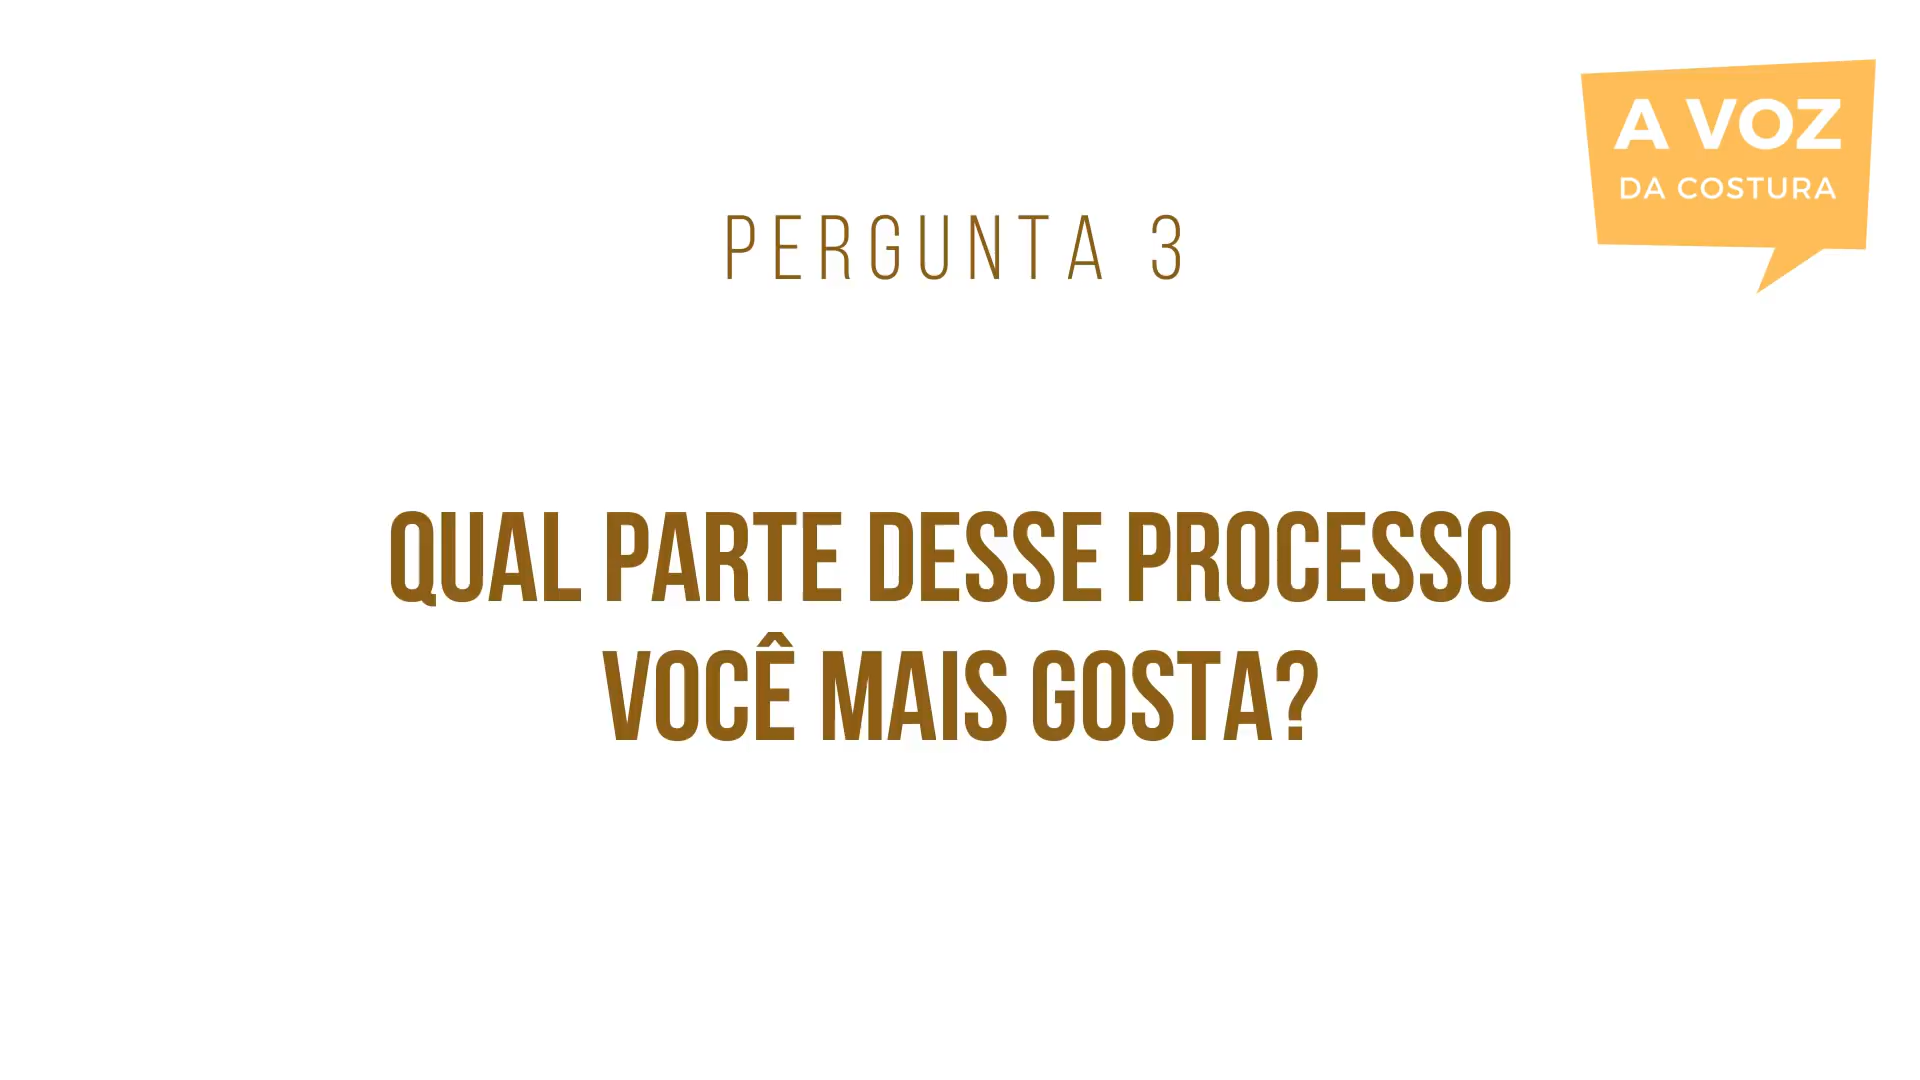 A VOZ
DA COSTURA
PERGUNTA 3
QUAL PARTE DESSE PROCESSO
VOCÊ MAIS GOSTA?